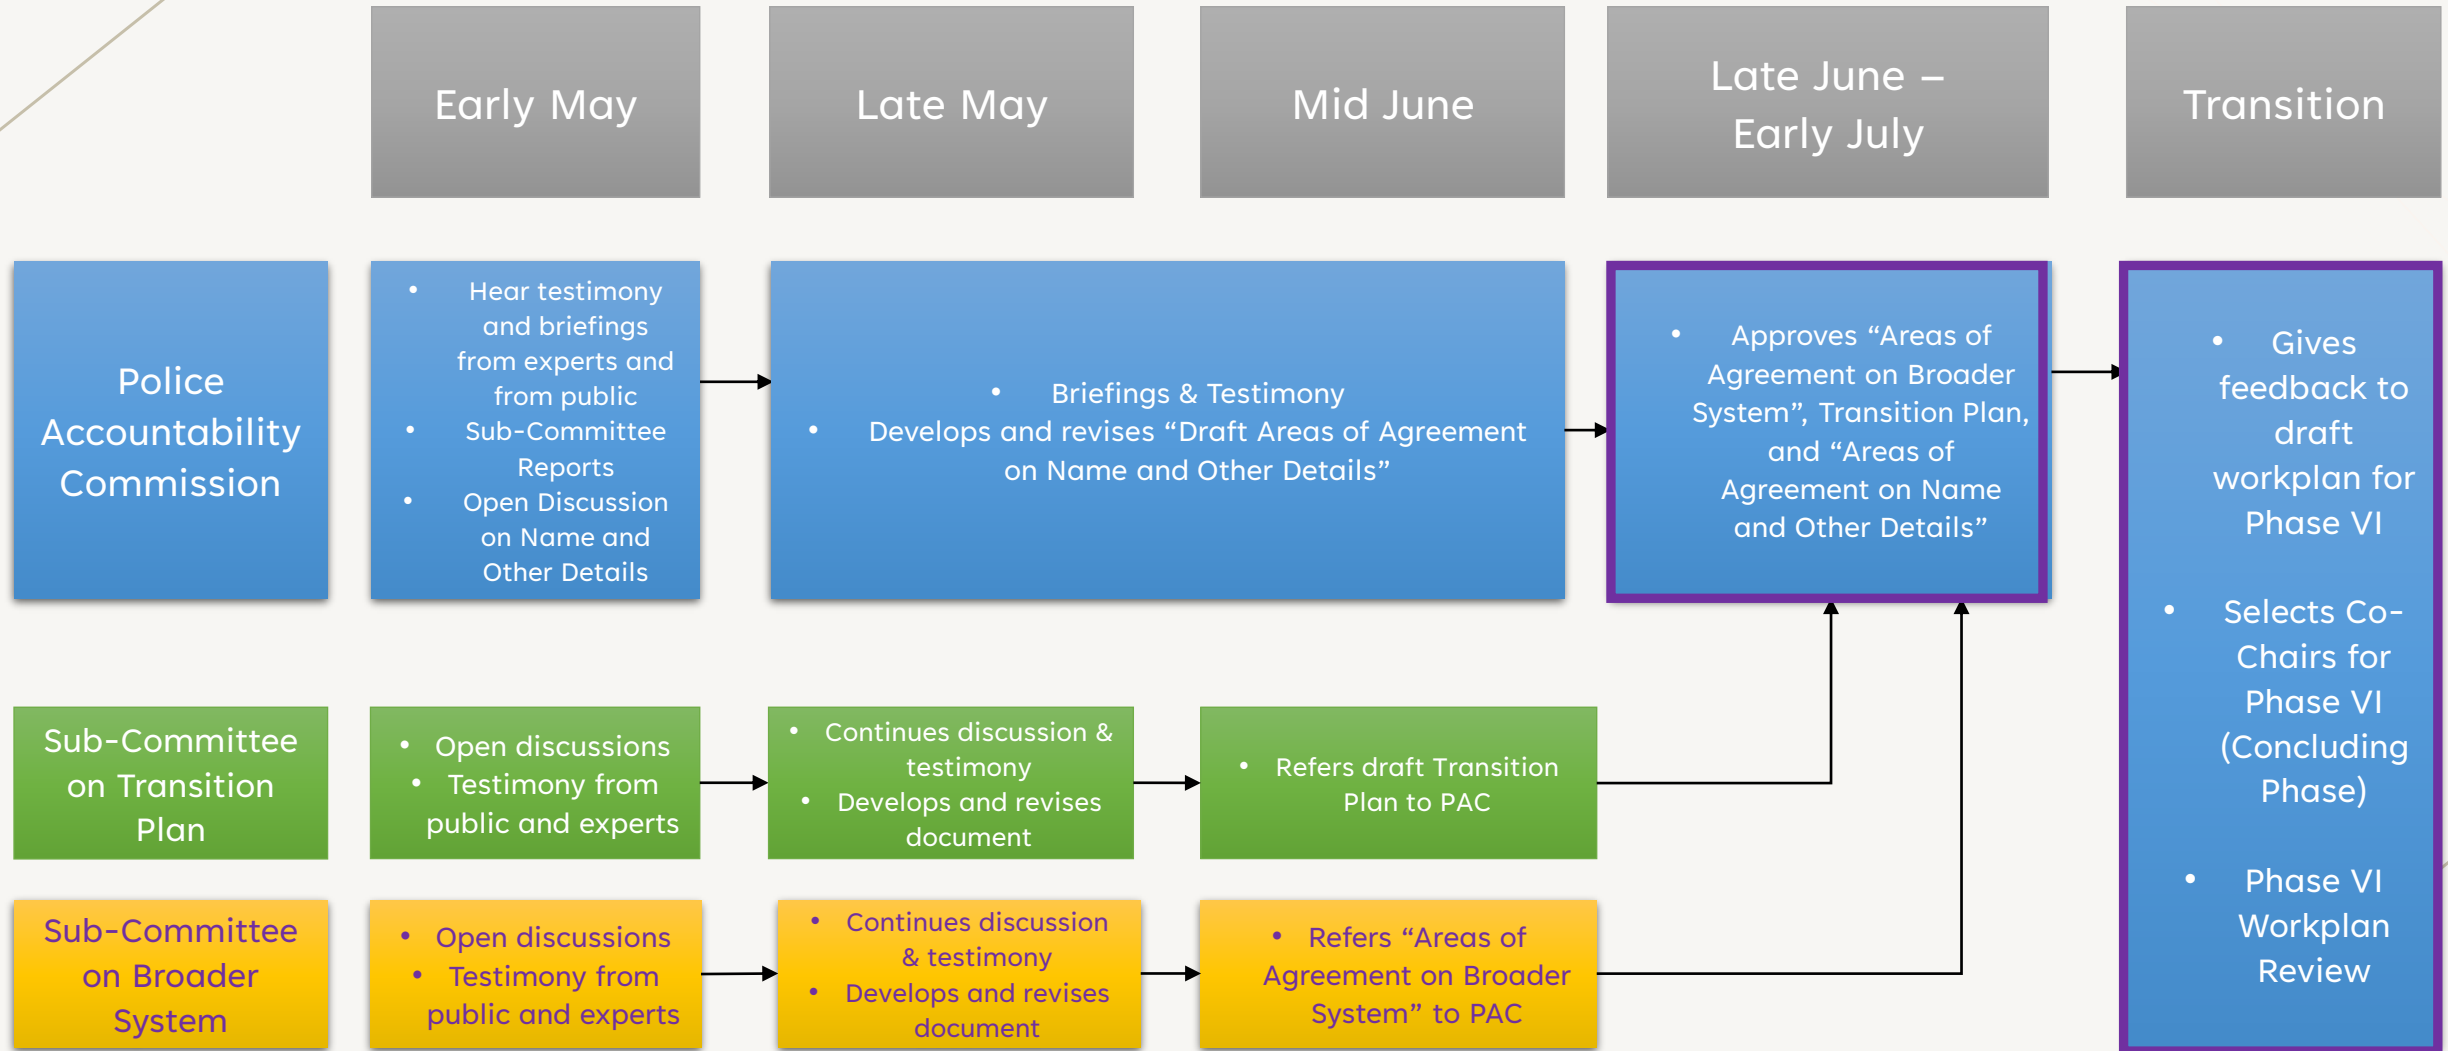 Early May
Late May
Mid June
Late June –
Early July
Transition
Police
Accountability
Commission
• Hear testimony
and briefings
from experts and
from public
• Sub-Committee
Reports
• Open Discussion
on Name and
Other Details
• Briefings & Testimony
• Develops and revises “Draft Areas of Agreement
on Name and Other Details”
• Approves “Areas of
Agreement on Broader
System”, Transition Plan,
and “Areas of
Agreement on Name
and Other Details”
• Gives
feedback to
draft
workplan for
Phase VI
• Selects Co-
Chairs for
Phase VI
(Concluding
Phase)
• Phase VI
Workplan
Review
Sub-Committee
on Transition
Plan
• Open discussions
• Testimony from
public and experts
• Continues discussion &
testimony
• Develops and revises
document
• Refers draft Transition
Plan to PAC
Sub-Committee
on Broader
System
• Open discussions
• Testimony from
public and experts
• Continues discussion
& testimony
• Develops and revises
document
• Refers “Areas of
Agreement on Broader
System” to PAC